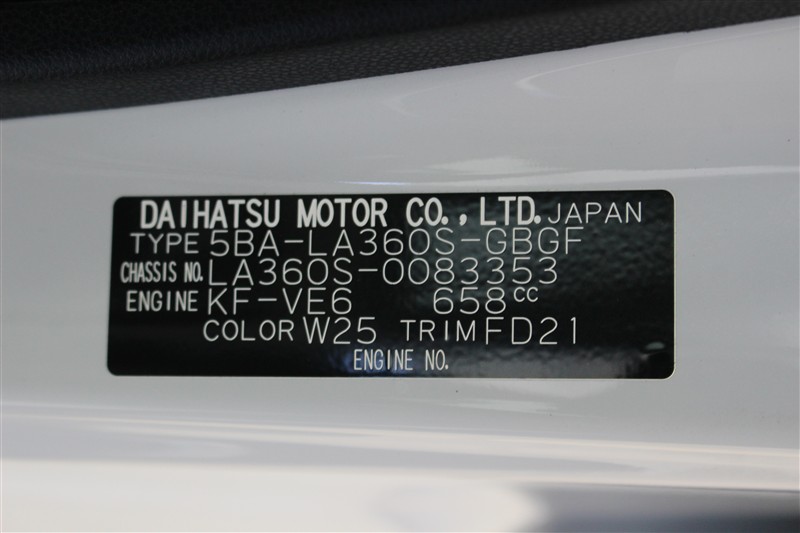 DAIHATSU MOTOR CO., LTD. JAPAN
TYPE 5BA-LA360S-GBGF
CHASSIS NO. LA360S-0083353
ENGINE KF-VE6 658cc
COLOR W25 TRIM FD21
ENGINE NO.